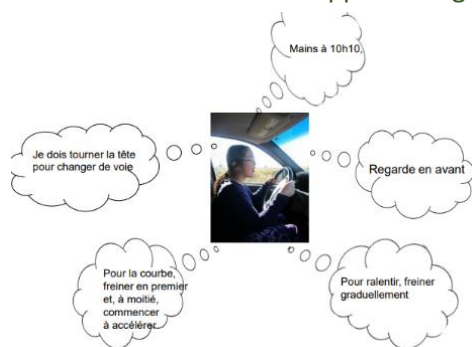 Mains à 10h10,
Je dois tourner la tête
pour changer de voie
Regarde en avant
Pour la courbe,
freiner en premier
et, à moitié,
commencer
à accélérer
Pour ralentir, freiner
graduellement